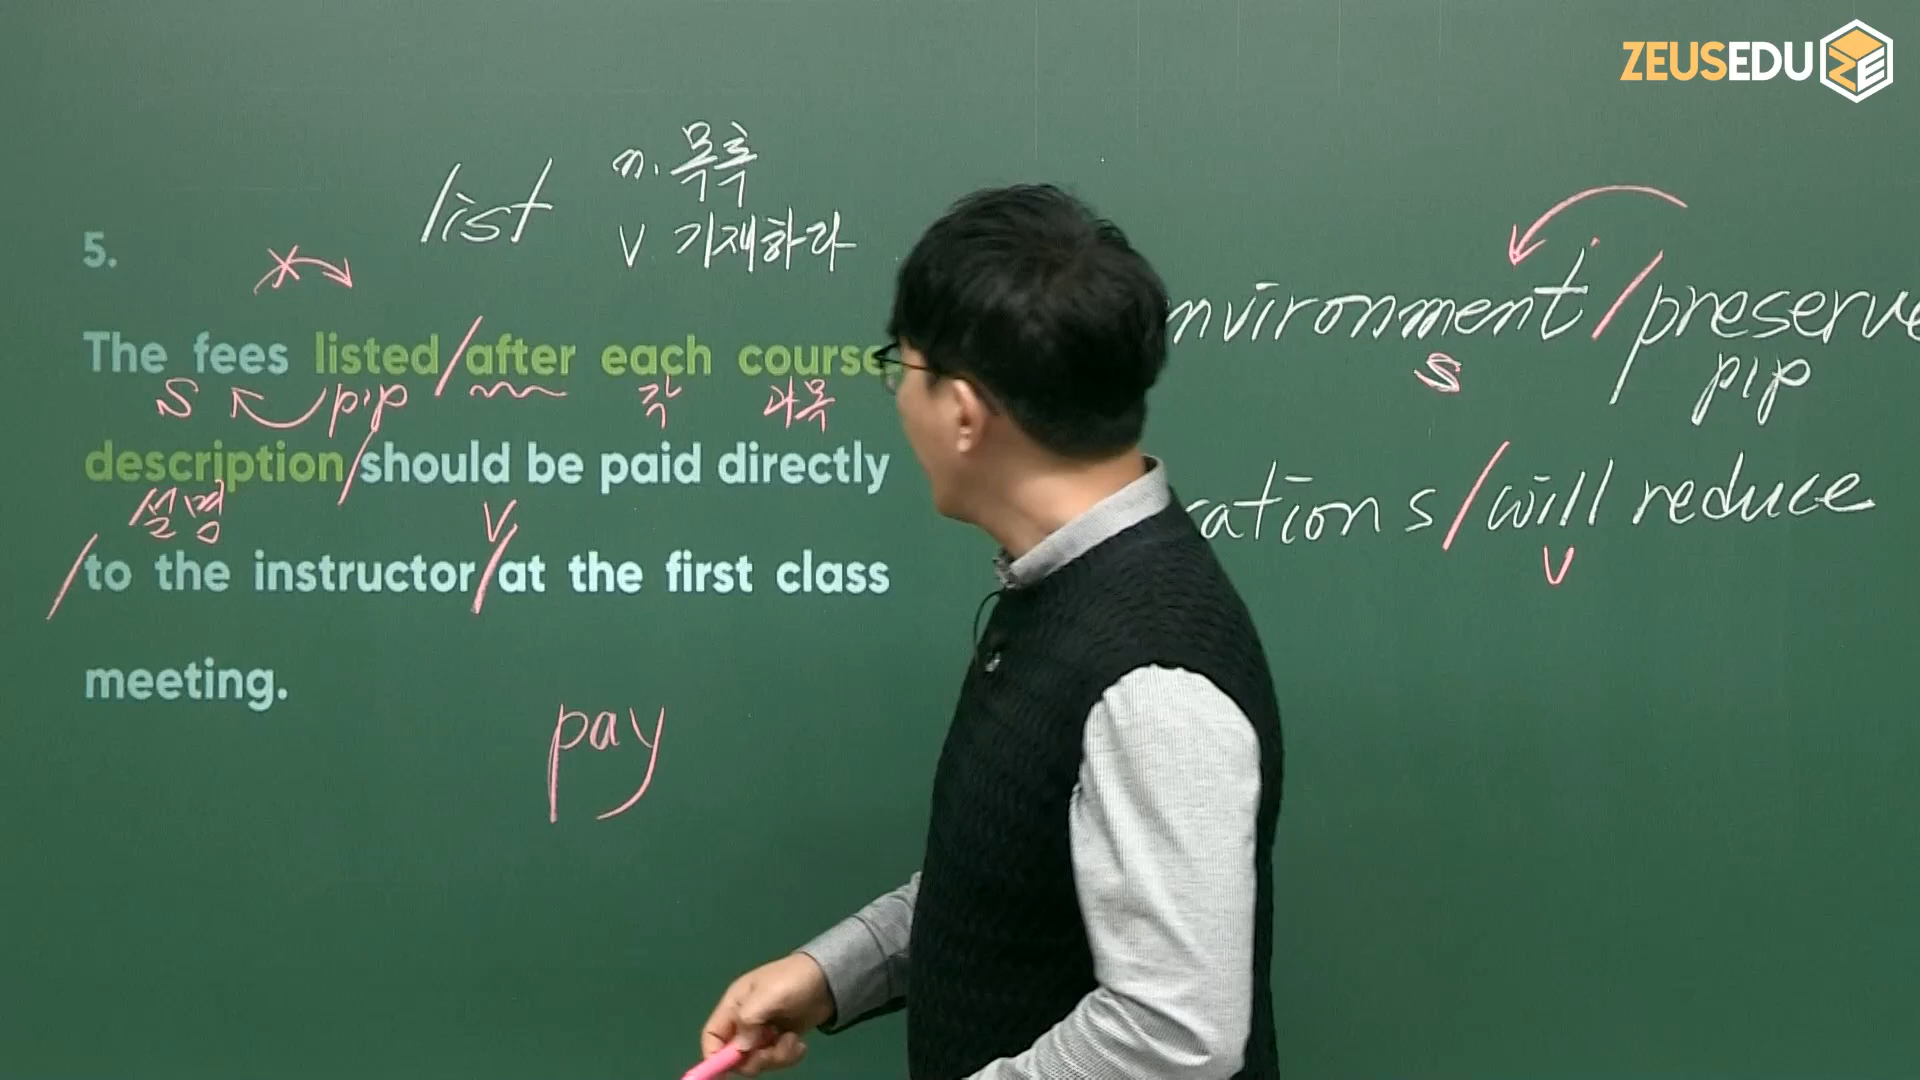 ZEUSEDU
list n. 목록
v 기재하다
5.
The fees listed / after each course
S p.p 각 과목
description / should be paid directly
설명 V
/ to the instructor / at the first class
meeting.
pay
nvironment / preserve
S p.p
rations / will reduce
V